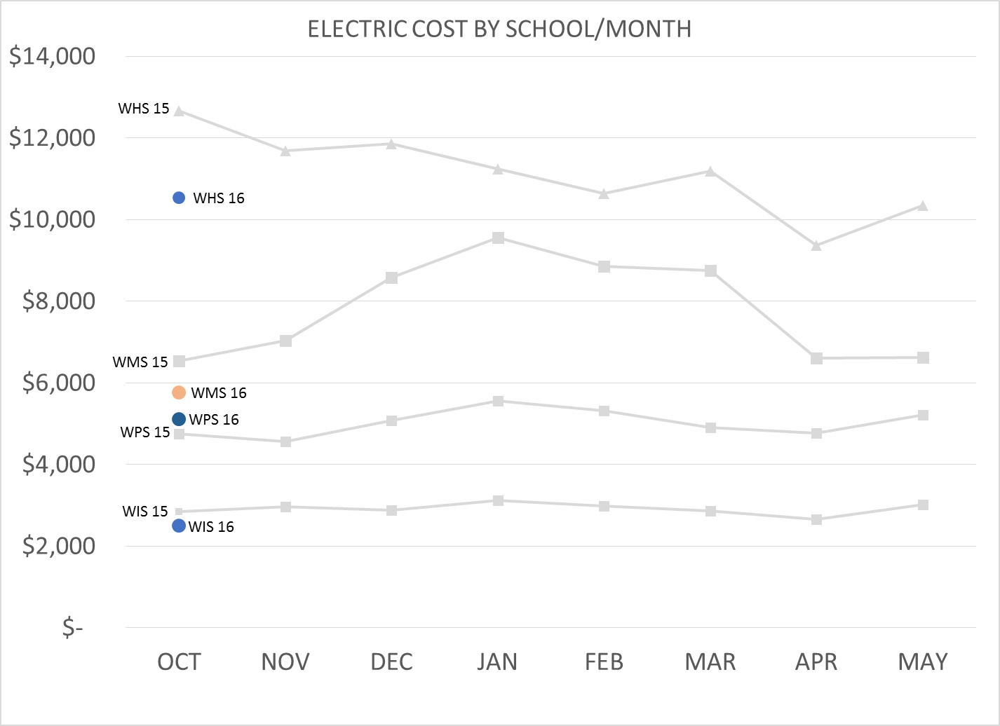 ELECTRIC COST BY SCHOOL/MONTH
$14,000
WHS 15
$12,000
WHS 16
$10,000
$8,000
WMS 15
$6,000
WMS 16
WPS 16
WPS 15
$4,000
WIS 15
WIS 16
$2,000
$-
OCT NOV DEC JAN FEB MAR APR MAY